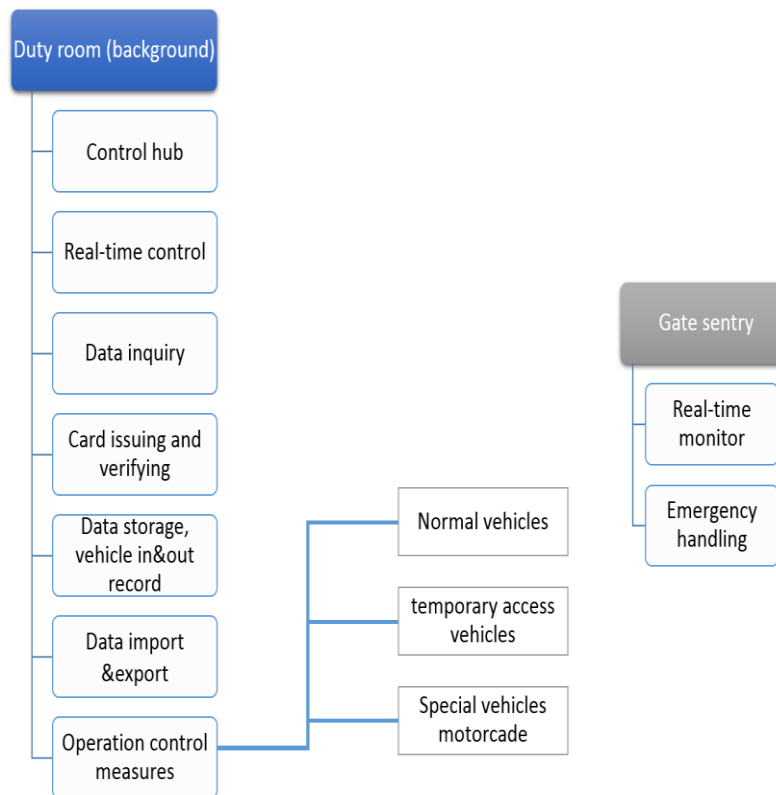 Duty room (background)
Control hub
Real-time control
Data inquiry
Card issuing and
verifying
Data storage,
vehicle in&out
record
Data import
&export
Operation control
measures
Normal vehicles
temporary access
vehicles
Special vehicles
motorcade
Gate sentry
Real-time
monitor
Emergency
handling